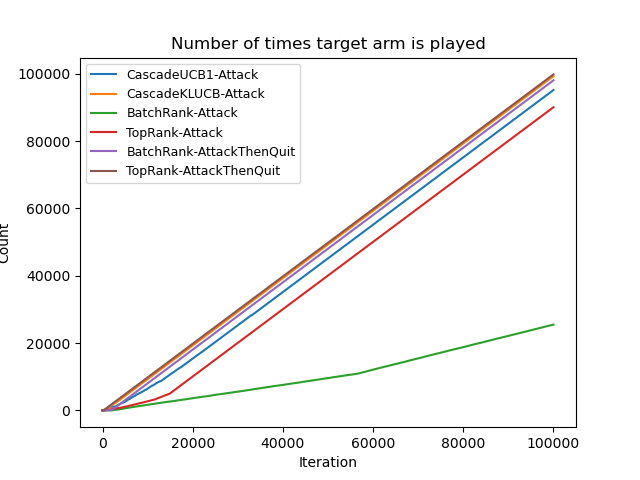 Number of times target arm is played
CascadeUCB1-Attack
CascadeKLUCB-Attack
BatchRank-Attack
TopRank-Attack
BatchRank-AttackThenQuit
TopRank-AttackThenQuit
100000
80000
60000
40000
20000
0
Count
0 20000 40000 60000 80000 100000
Iteration